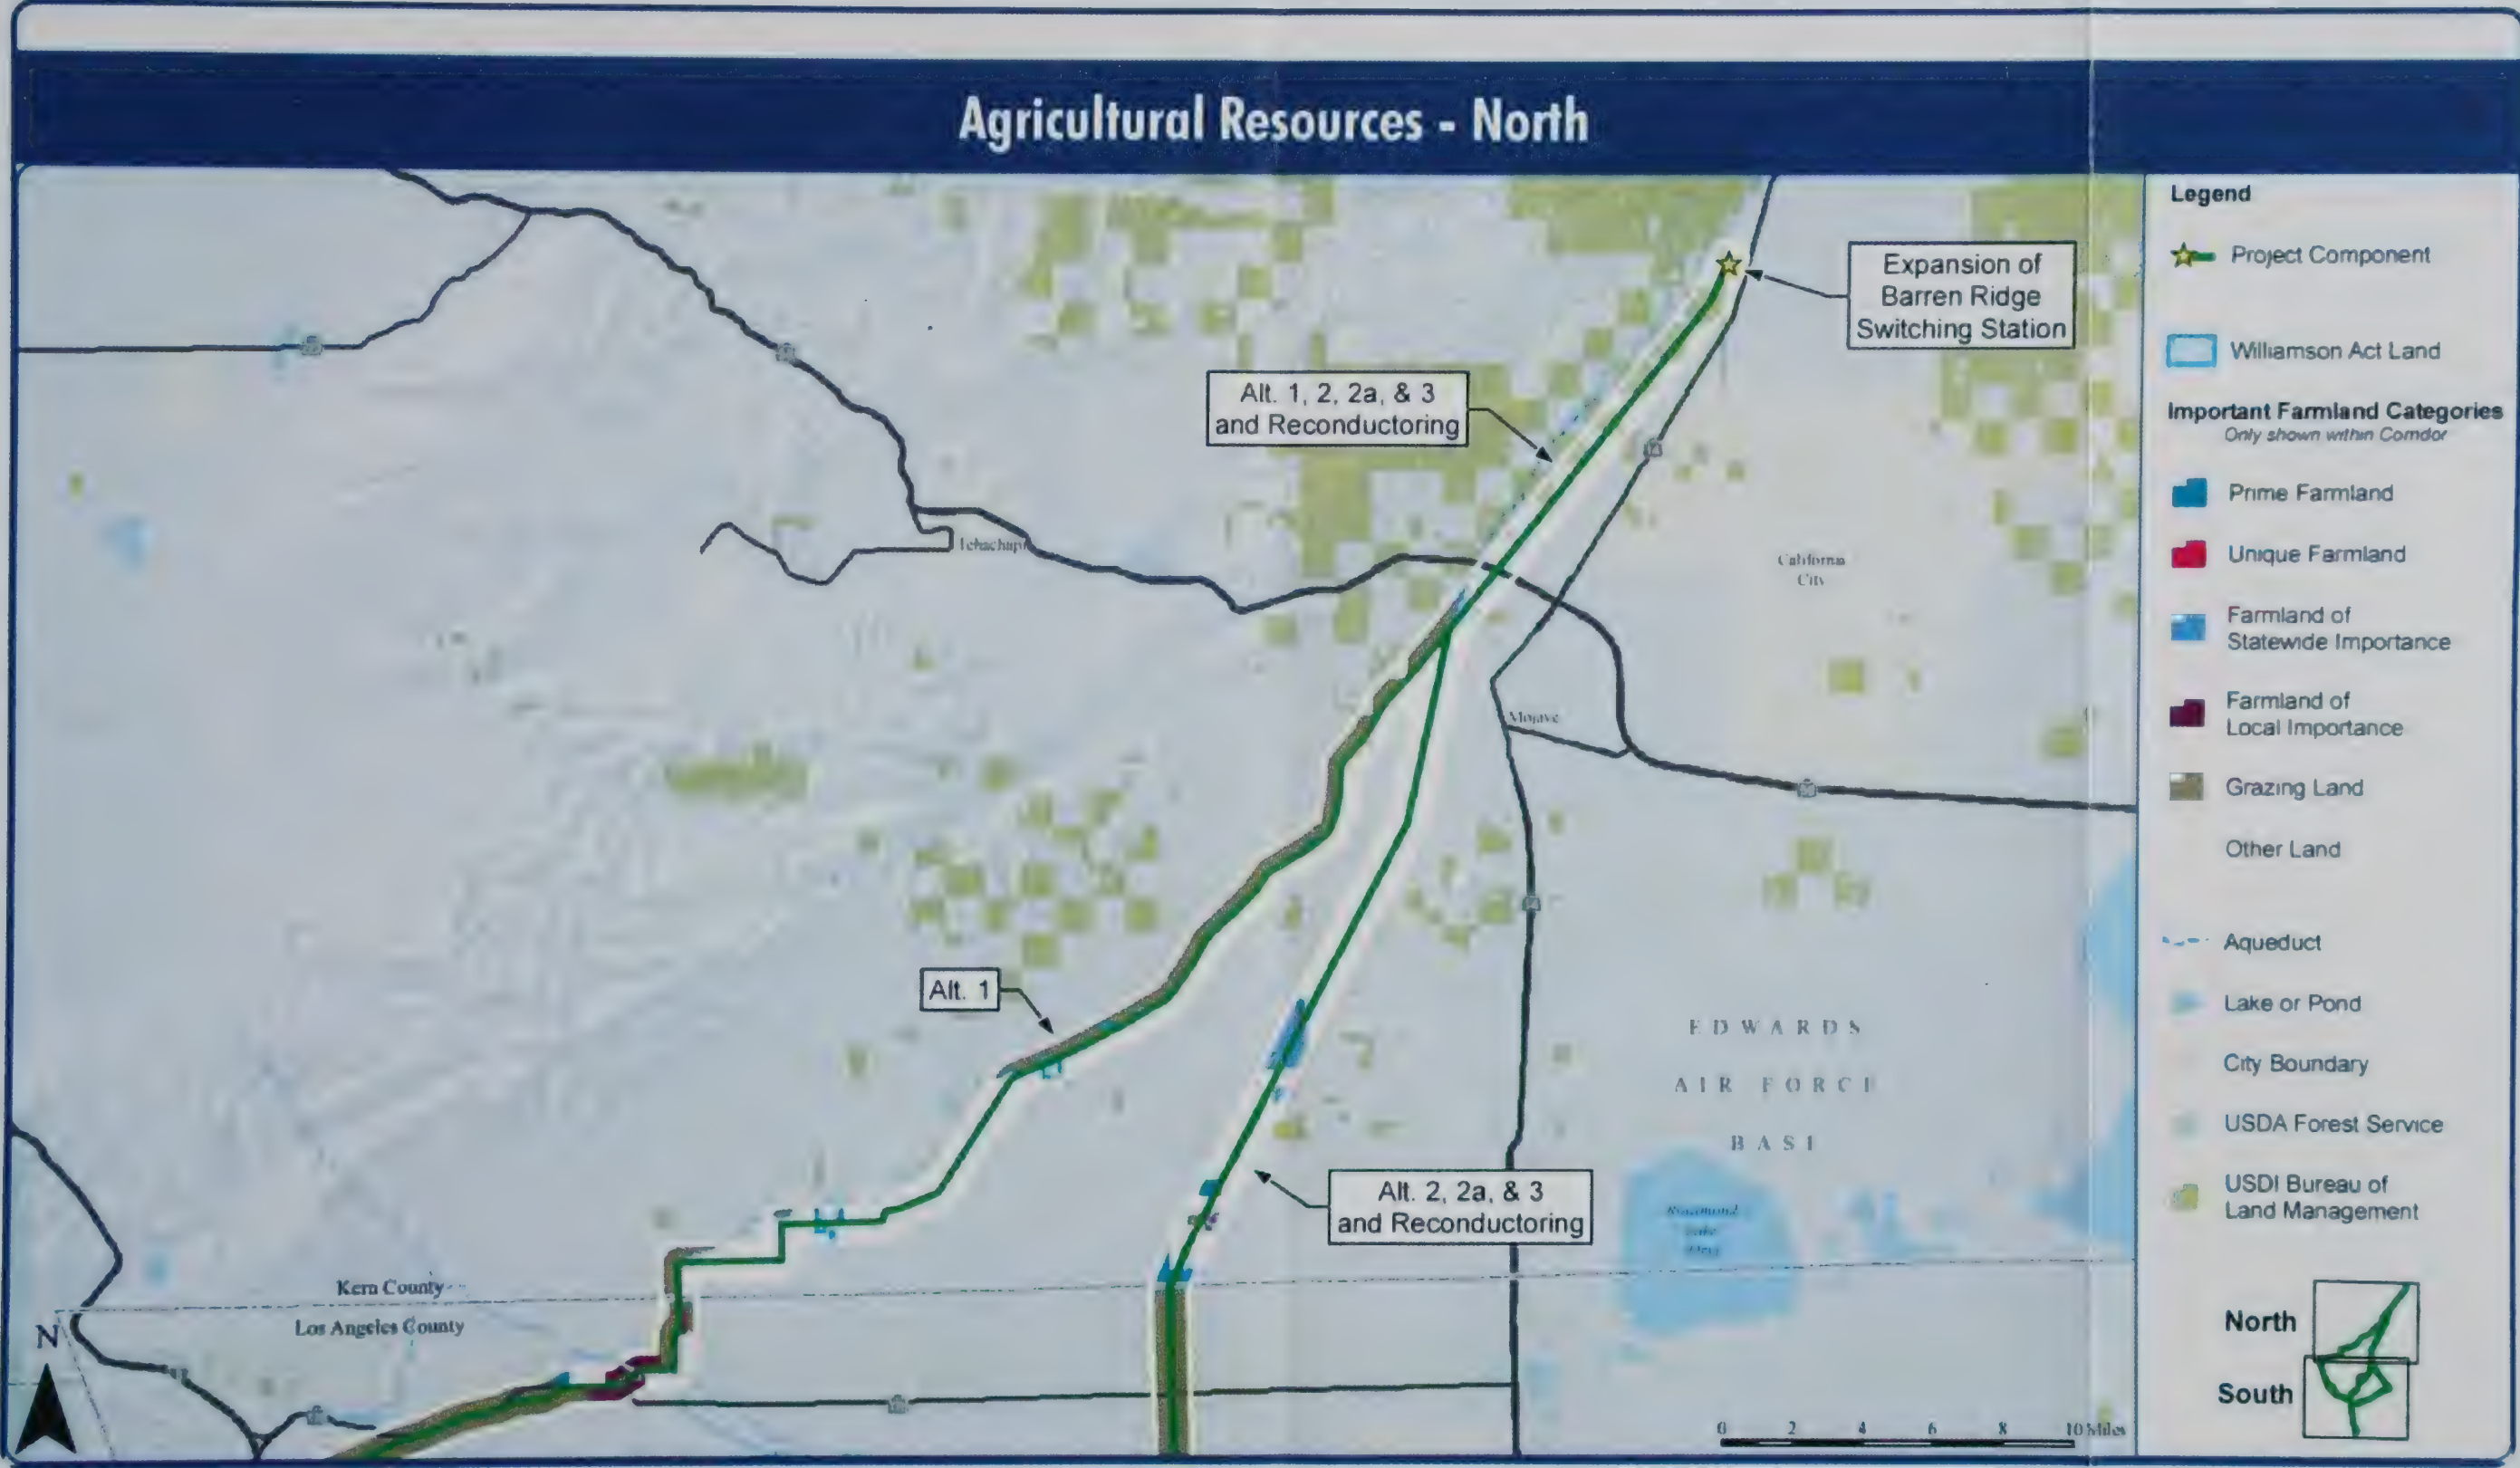 Agricultural Resources - North
Expansion of
Barren Ridge
Switching Station
Alt. 1, 2, 2a, & 3
and Reconductoring
Tehachapi
California
City
Mojave
Alt. 1
EDWARDS
AIR FORCE
BASE
Alt. 2, 2a, & 3
and Reconductoring
Rosamond
Lake
Kern County
Los Angeles County
N
0 2 4 6 8 10 Miles
Legend
Project Component
Williamson Act Land
Important Farmland Categories
Only shown within Corridor
Prime Farmland
Unique Farmland
Farmland of
Statewide Importance
Farmland of
Local Importance
Grazing Land
Other Land
Aqueduct
Lake or Pond
City Boundary
USDA Forest Service
USDI Bureau of
Land Management
North
South